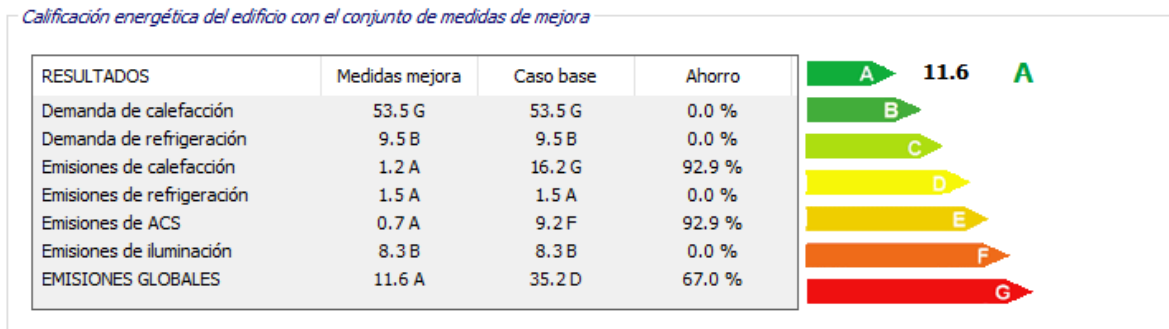 Calificación energética del edificio con el conjunto de medidas de mejora
RESULTADOS Medidas mejora Caso base Ahorro
Demanda de calefacción 53.5 G 53.5 G 0.0 %
Demanda de refrigeración 9.5 B 9.5 B 0.0 %
Emisiones de calefacción 1.2 A 16.2 G 92.9 %
Emisiones de refrigeración 1.5 A 1.5 A 0.0 %
Emisiones de ACS 0.7 A 9.2 F 92.9 %
Emisiones de iluminación 8.3 B 8.3 B 0.0 %
EMISIONES GLOBALES 11.6 A 35.2 D 67.0 %
A 11.6 A
B
C
D
E
F
G